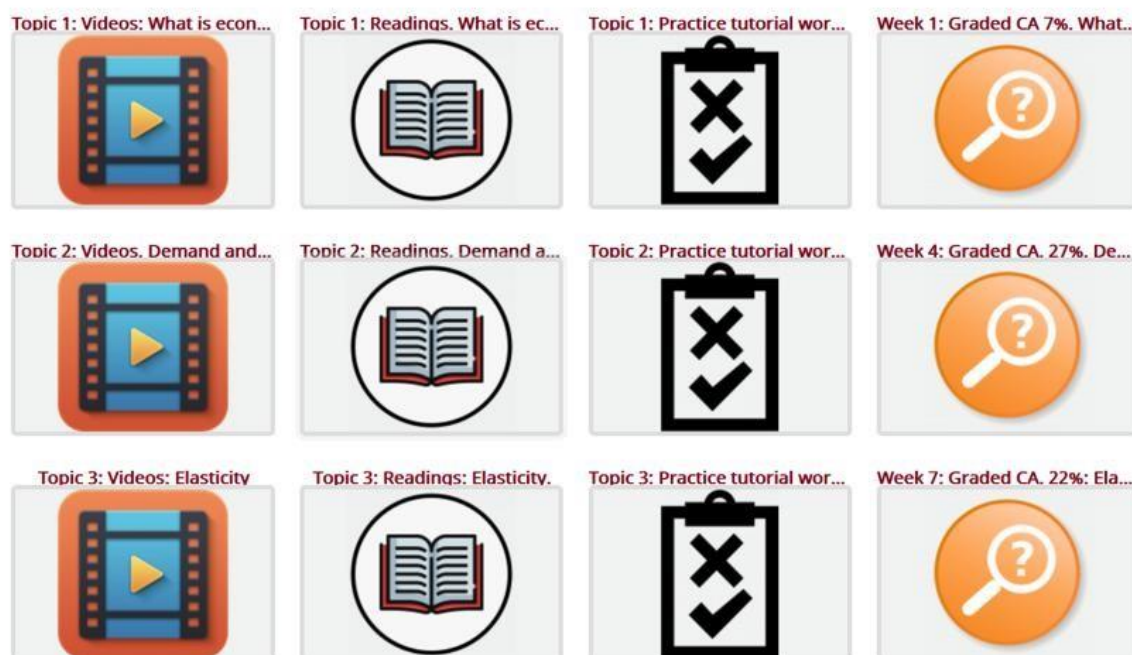 Topic 1: Videos: What is econ...
Topic 1: Readings. What is ec...
Topic 1: Practice tutorial wor...
Week 1: Graded CA 7%. What...
?
Topic 2: Videos. Demand and...
Topic 2: Readings. Demand a...
Topic 2: Practice tutorial wor...
Week 4: Graded CA. 27%. De...
?
Topic 3: Videos: Elasticity
Topic 3: Readings: Elasticity.
Topic 3: Practice tutorial wor...
Week 7: Graded CA. 22%: Ela...
?